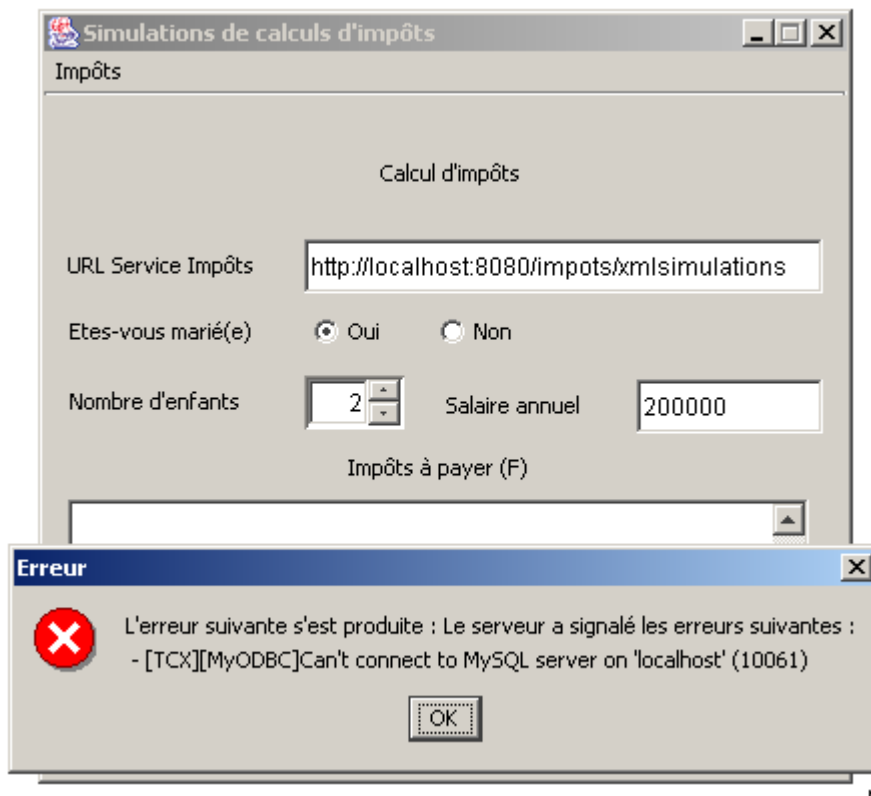 Simulations de calculs d'impôts
Impôts
Calcul d'impôts
URL Service Impôts http://localhost:8080/impots/xmlsimulations
Etes-vous marié(e) Oui Non
Nombre d'enfants 2 Salaire annuel 200000
Impôts à payer (F)
Erreur
L'erreur suivante s'est produite : Le serveur a signalé les erreurs suivantes :
- [TCX][MyODBC]Can't connect to MySQL server on 'localhost' (10061)
OK